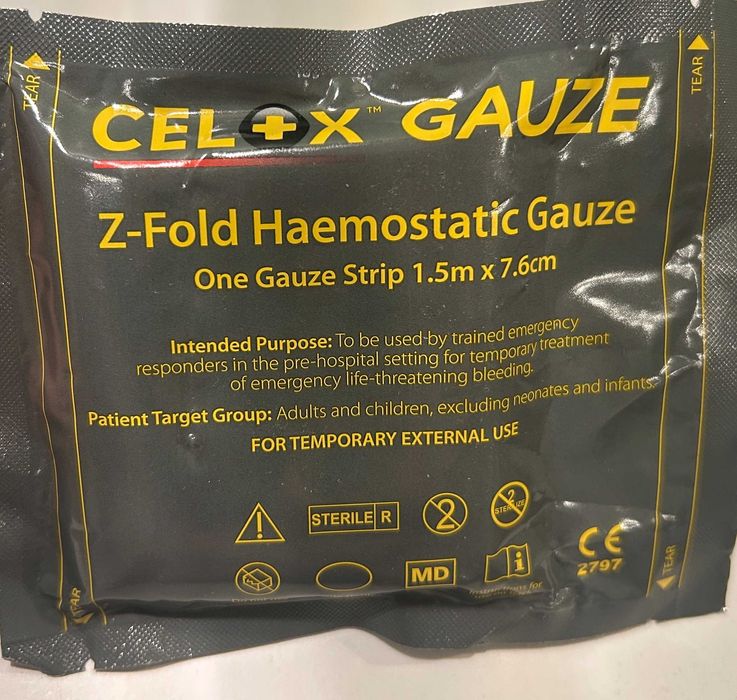 TEAR
TEAR
CELOX™ GAUZE
Z-Fold Haemostatic Gauze
One Gauze Strip 1.5m x 7.6cm
Intended Purpose: To be used by trained emergency
responders in the pre-hospital setting for temporary treatment
of emergency life-threatening bleeding.
Patient Target Group: Adults and children, excluding neonates and infants.
FOR TEMPORARY EXTERNAL USE
STERILE R
2
2
STERILIZE
MD
i
CE
2797
Instructions for
TEAR
TEAR